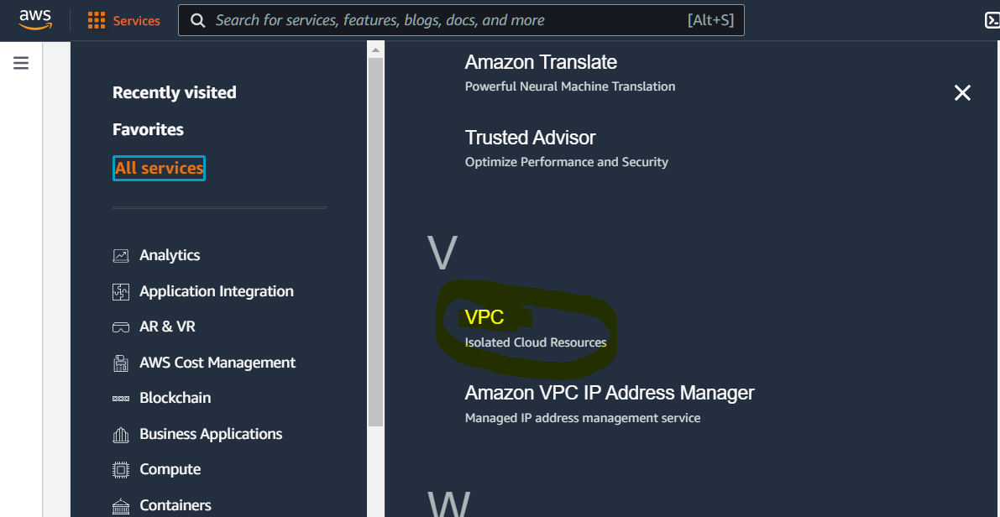 aws
Services
Search for services, features, blogs, docs, and more
[Alt+S]
Recently visited
Favorites
All services
Analytics
Application Integration
AR & VR
AWS Cost Management
Blockchain
Business Applications
Compute
Containers
Amazon Translate
Powerful Neural Machine Translation
Trusted Advisor
Optimize Performance and Security
V
VPC
Isolated Cloud Resources
Amazon VPC IP Address Manager
Managed IP address management service
W